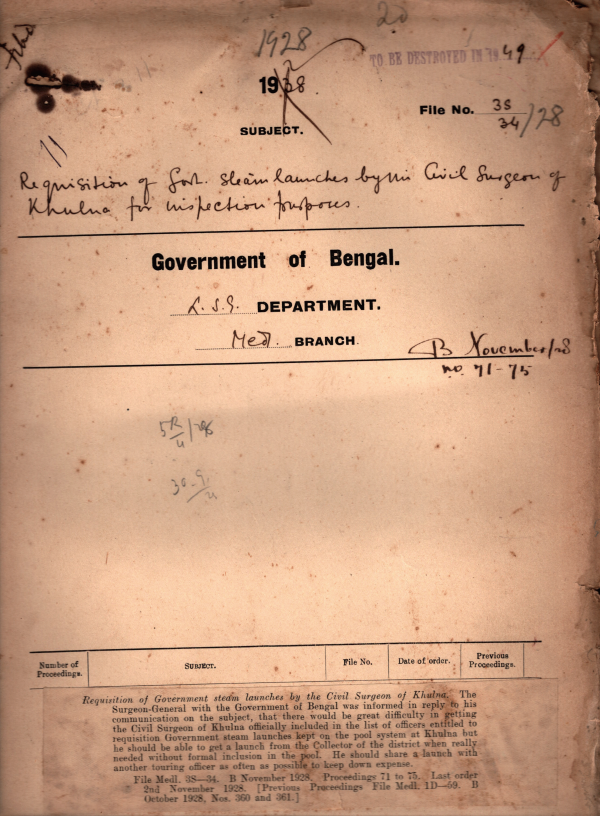 1928
20
TO BE DESTROYED IN 1949
1928
File No. 3S/34/28
SUBJECT.
Requisition of Govt. steam launches by the Civil Surgeon of
Khulna for inspection purposes.
Government of Bengal.
L. S. G. DEPARTMENT.
Med. BRANCH.
B November/28
no. 71-75
Number of Proceedings.
SUBJECT.
File No.
Date of order.
Previous Proceedings.
Requisition of Government steam launches by the Civil Surgeon of Khulna. The
Surgeon-General with the Government of Bengal was informed in reply to his
communication on the subject, that there would be great difficulty in getting
the Civil Surgeon of Khulna officially included in the list of officers entitled to
requisition Government steam launches kept on the pool system at Khulna but
he should be able to get a launch from the Collector of the district when really
needed without formal inclusion in the pool. He should share a launch with
another touring officer as often as possible to keep down expense.
File Medl. 3S—34. B November 1928. Proceedings 71 to 75. Last order
2nd November 1928. [Previous Proceedings File Medl. 1D—59. B
October 1928, Nos. 360 and 361.]